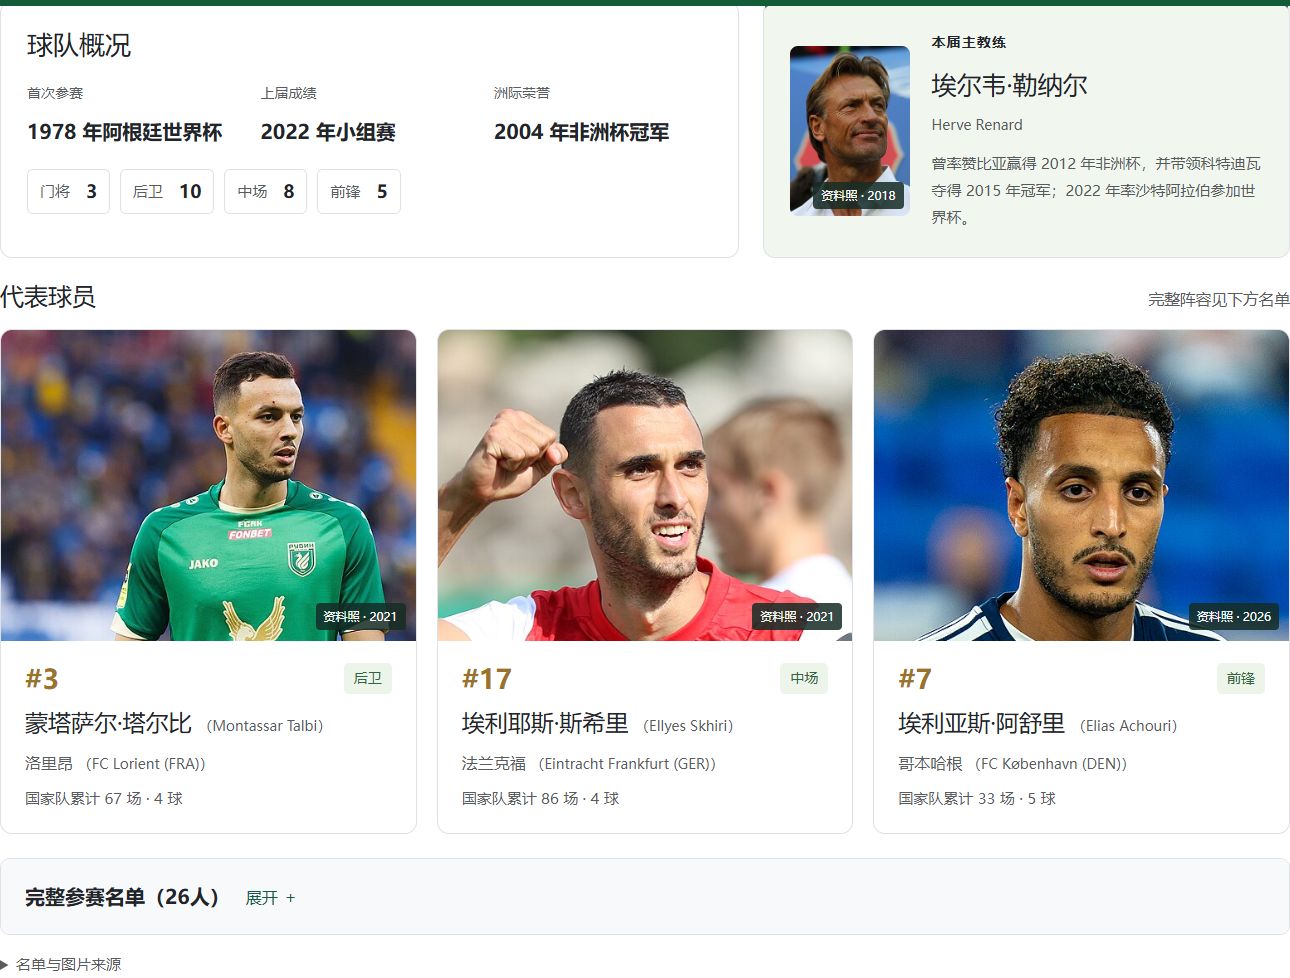 球队概况
首次参赛
上届成绩
洲际荣誉
1978 年阿根廷世界杯
2022 年小组赛
2004 年非洲杯冠军
门将 3
后卫 10
中场 8
前锋 5
本届主教练
埃尔韦·勒纳尔
Herve Renard
曾率赞比亚赢得 2012 年非洲杯，并带领科特迪瓦
夺得 2015 年冠军；2022 年率沙特阿拉伯参加世
界杯。
资料照 · 2018
代表球员
完整阵容见下方名单
FGRK
FONBET
JAKO
РУБИН
资料照 · 2021
#3
后卫
蒙塔萨尔·塔尔比 （Montassar Talbi）
洛里昂 （FC Lorient (FRA)）
国家队累计 67 场 · 4 球
资料照 · 2021
#17
中场
埃利耶斯·斯希里 （Ellyes Skhiri）
法兰克福 （Eintracht Frankfurt (GER)）
国家队累计 86 场 · 4 球
资料照 · 2026
#7
前锋
埃利亚斯·阿舒里 （Elias Achouri）
哥本哈根 （FC København (DEN)）
国家队累计 33 场 · 5 球
完整参赛名单（26人） 展开 +
名单与图片来源